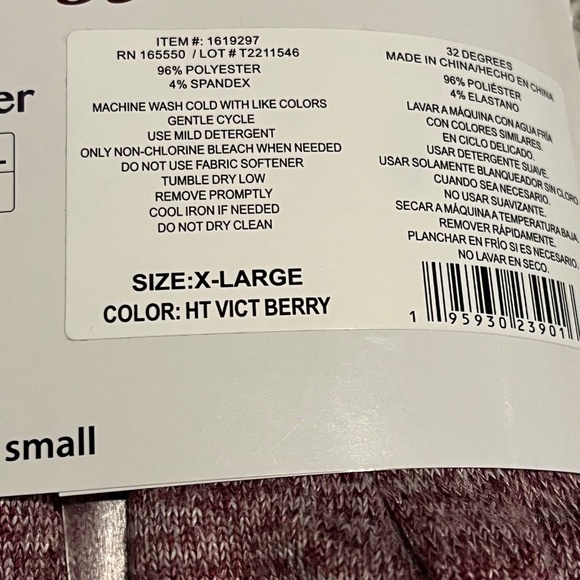 ITEM #: 1619297
RN 165550 / LOT # T2211546
96% POLYESTER
4% SPANDEX
MACHINE WASH COLD WITH LIKE COLORS
GENTLE CYCLE
USE MILD DETERGENT
ONLY NON-CHLORINE BLEACH WHEN NEEDED
DO NOT USE FABRIC SOFTENER
TUMBLE DRY LOW
REMOVE PROMPTLY
COOL IRON IF NEEDED
DO NOT DRY CLEAN
SIZE:X-LARGE
COLOR: HT VICT BERRY
32 DEGREES
MADE IN CHINA/HECHO EN CHINA
96% POLIÉSTER
4% ELASTANO
LAVAR A MÁQUINA CON AGUA FRÍA
CON COLORES SIMILARES.
EN CICLO DELICADO.
USAR DETERGENTE SUAVE.
USAR SOLAMENTE BLANQUEADOR SIN CLORO
CUANDO SEA NECESARIO.
NO USAR SUAVIZANTE.
SECAR A MÁQUINA A TEMPERATURA BAJA.
REMOVER RÁPIDAMENTE.
PLANCHAR EN FRÍO SI ES NECESARIO.
NO LAVAR EN SECO.
1 95930 23901
er
small